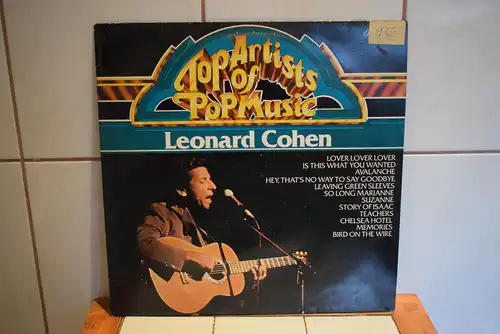 Top Artists
Of
Pop Music
Leonard Cohen
LOVER LOVER LOVER
IS THIS WHAT YOU WANTED
AVALANCHE
HEY, THAT'S NO WAY TO SAY GOODBYE
LEAVING GREEN SLEEVES
SO LONG MARIANNE
SUZANNE
STORY OF ISAAC
TEACHERS
CHELSEA HOTEL
MEMORIES
BIRD ON THE WIRE